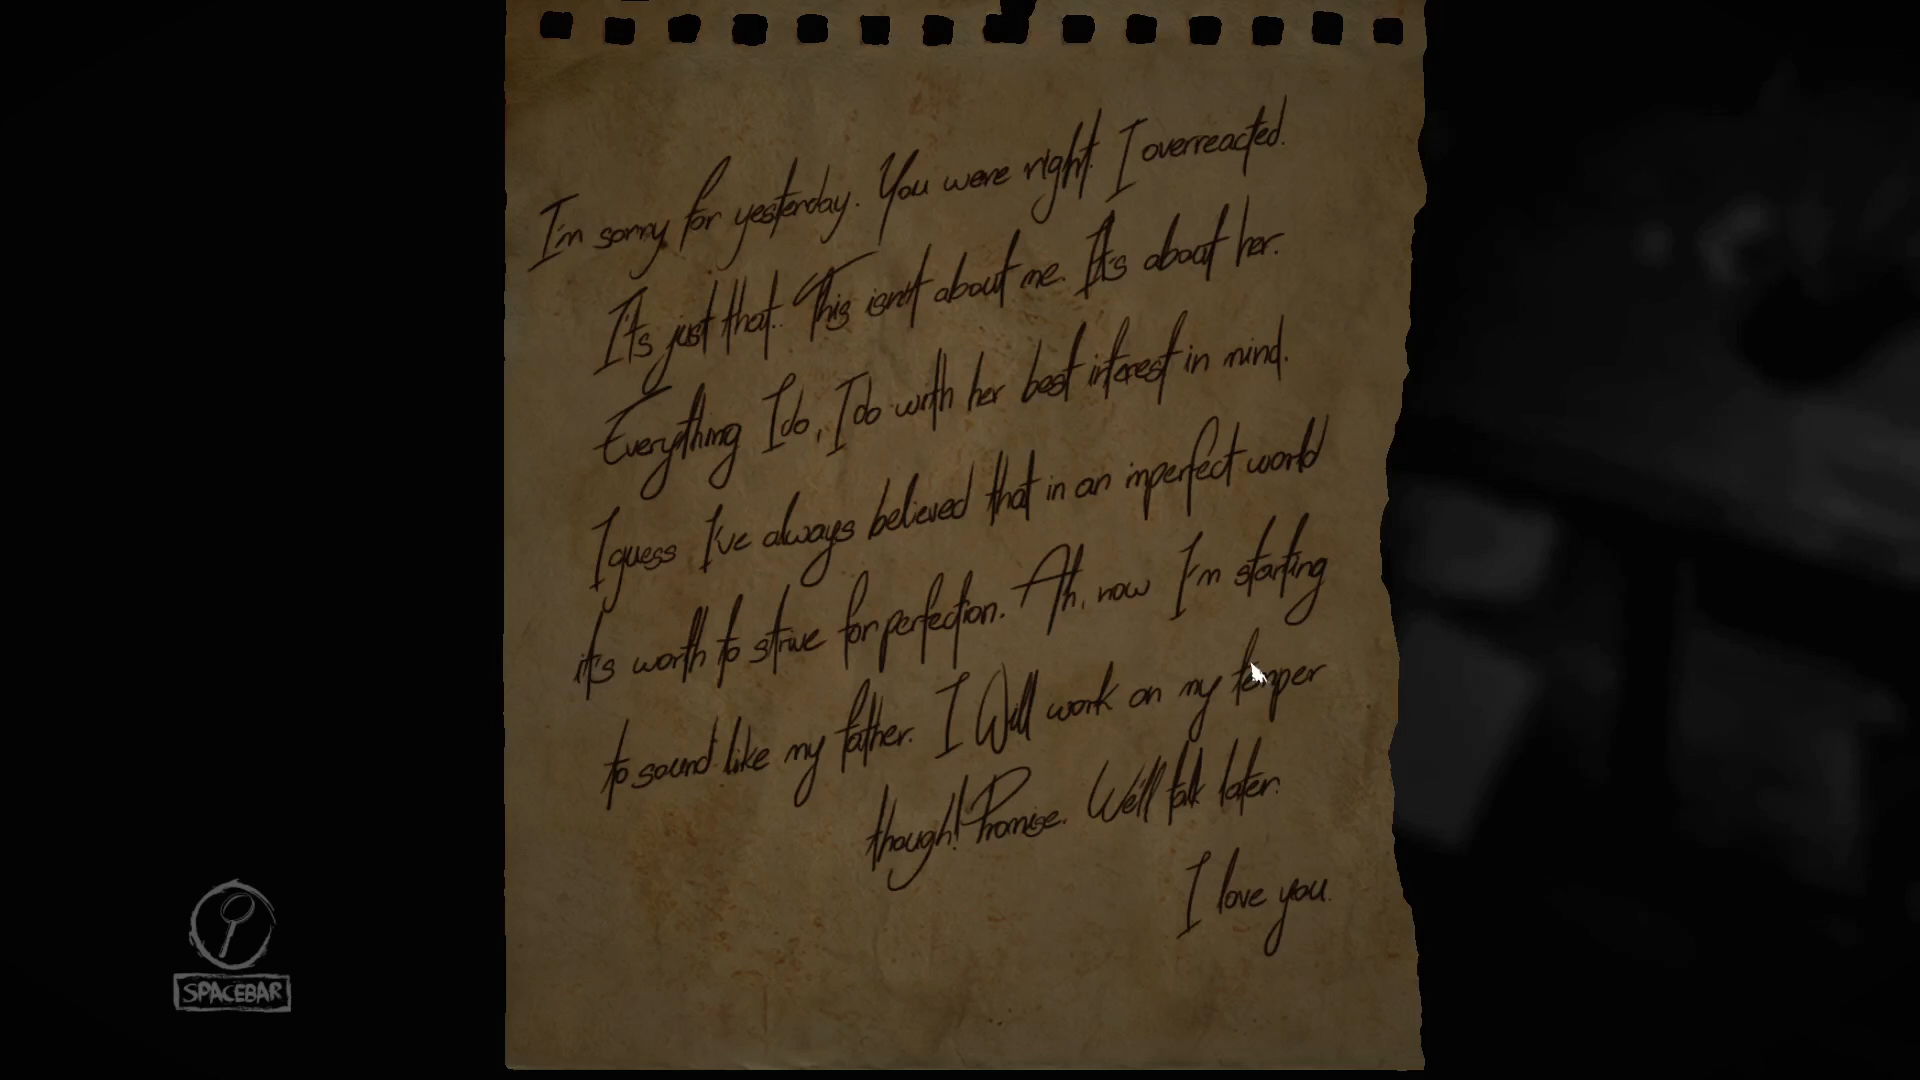 I'm sorry for yesterday. You were right. I overreacted.
It's just that.. This isn't about me. It's about her.
Everything I do, I do with her best interest in mind.
I guess I've always believed that in an imperfect world
it's worth to strive for perfection. Ah, now I'm starting
to sound like my father. I Will work on my temper
though! Promise. We'll talk later.
I love you.
SPACEBAR